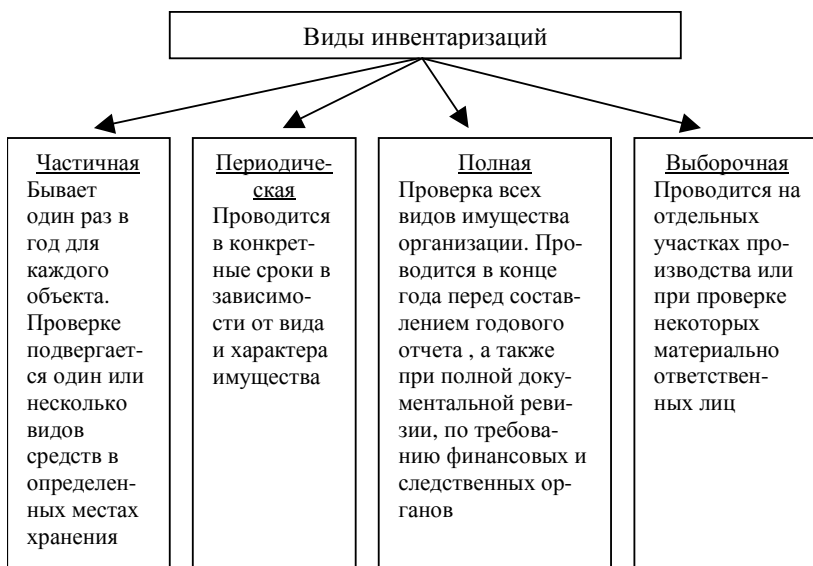 Виды инвентаризаций
Частичная
Бывает
один раз в
год для
каждого
объекта.
Проверке
подвергает-
ся один или
несколько
видов
средств в
определен-
ных местах
хранения
Периодиче-
ская
Проводится
в конкрет-
ные сроки в
зависимо-
сти от вида
и характера
имущества
Полная
Проверка всех
видов имущества
организации. Про-
водится в конце
года перед состав-
лением годового
отчета , а также
при полной доку-
ментальной реви-
зии, по требова-
нию финансовых и
следственных ор-
ганов
Выборочная
Проводится на
отдельных
участках про-
изводства или
при проверке
некоторых
материально
ответствен-
ных лиц